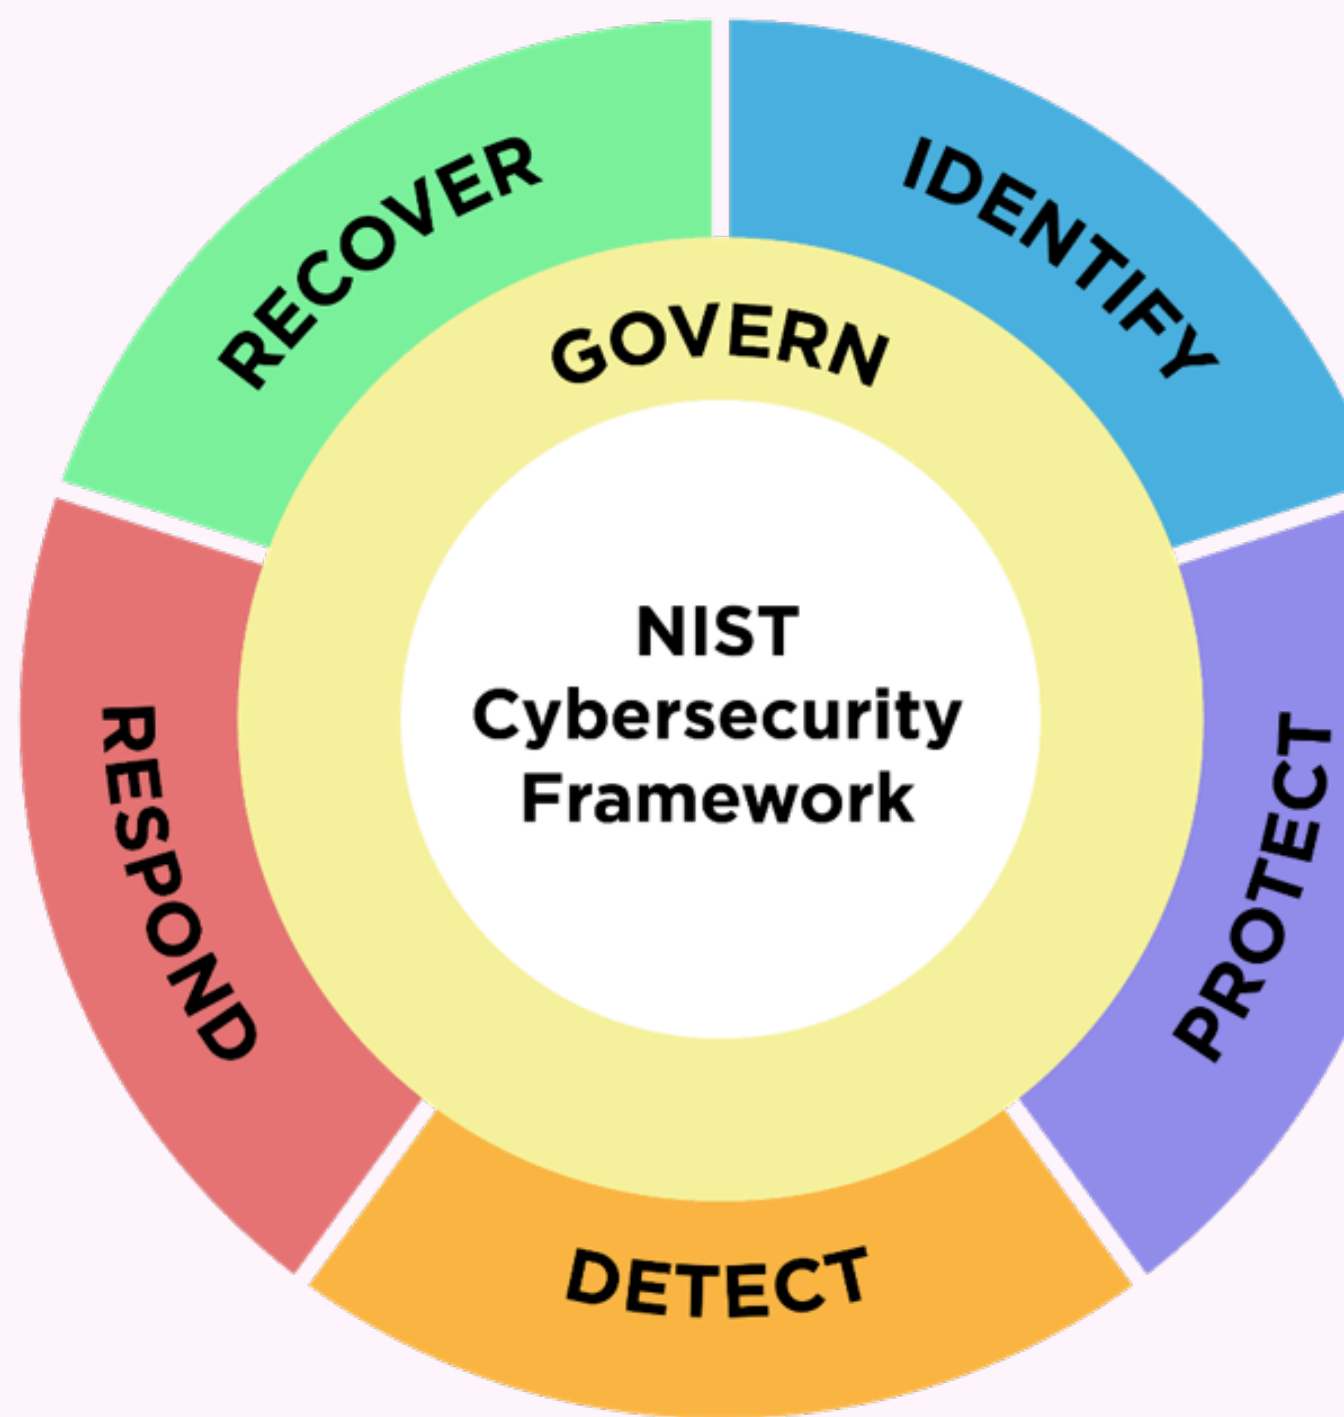 RECOVER
IDENTIFY
GOVERN
NIST
Cybersecurity
Framework
RESPOND
PROTECT
DETECT